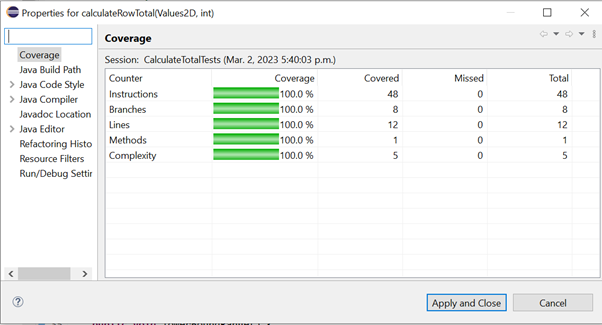 Properties for calculateRowTotal(Values2D, int)
Coverage
Java Build Path
Java Code Style
Java Compiler
Javadoc Location
Java Editor
Refactoring Histo
Resource Filters
Run/Debug Settin
Coverage
Session: CalculateTotalTests (Mar. 2, 2023 5:40:03 p.m.)
Counter Coverage Covered Missed Total
Instructions 100.0 % 48 0 48
Branches 100.0 % 8 0 8
Lines 100.0 % 12 0 12
Methods 100.0 % 1 0 1
Complexity 100.0 % 5 0 5
Apply and Close Cancel